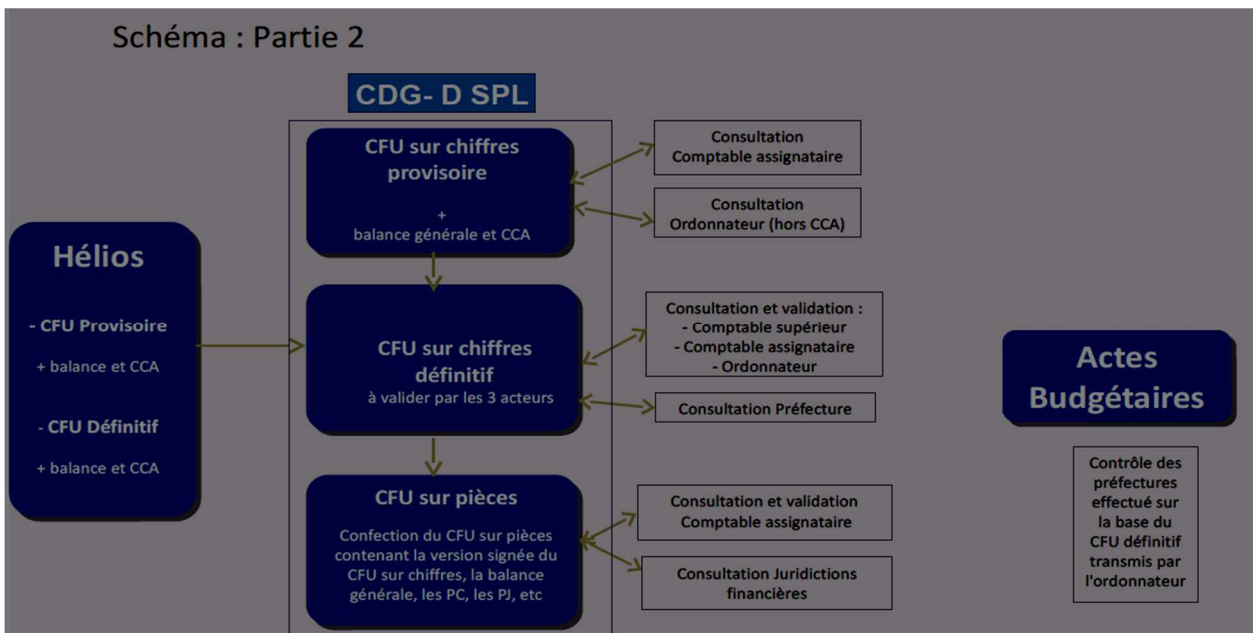 Schéma : Partie 2
CDG- D SPL
Hélios
- CFU Provisoire
+ balance et CCA
- CFU Définitif
+ balance et CCA
CFU sur chiffres
provisoire
+
balance générale et CCA
CFU sur chiffres
définitif
à valider par les 3 acteurs
CFU sur pièces
Confection du CFU sur pièces
contenant la version signée du
CFU sur chiffres, la balance
générale, les PC, les PJ, etc
Consultation
Comptable assignataire
Consultation
Ordonnateur (hors CCA)
Consultation et validation :
- Comptable supérieur
- Comptable assignataire
- Ordonnateur
Consultation Préfecture
Consultation et validation
Comptable assignataire
Consultation Juridictions
financières
Actes
Budgétaires
Contrôle des
préfectures
effectué sur
la base du
CFU définitif
transmis par
l'ordonnateur